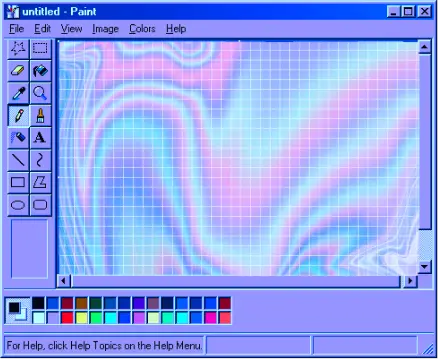 untitled - Paint
File Edit View Image Colors Help
A
For Help, click Help Topics on the Help Menu.